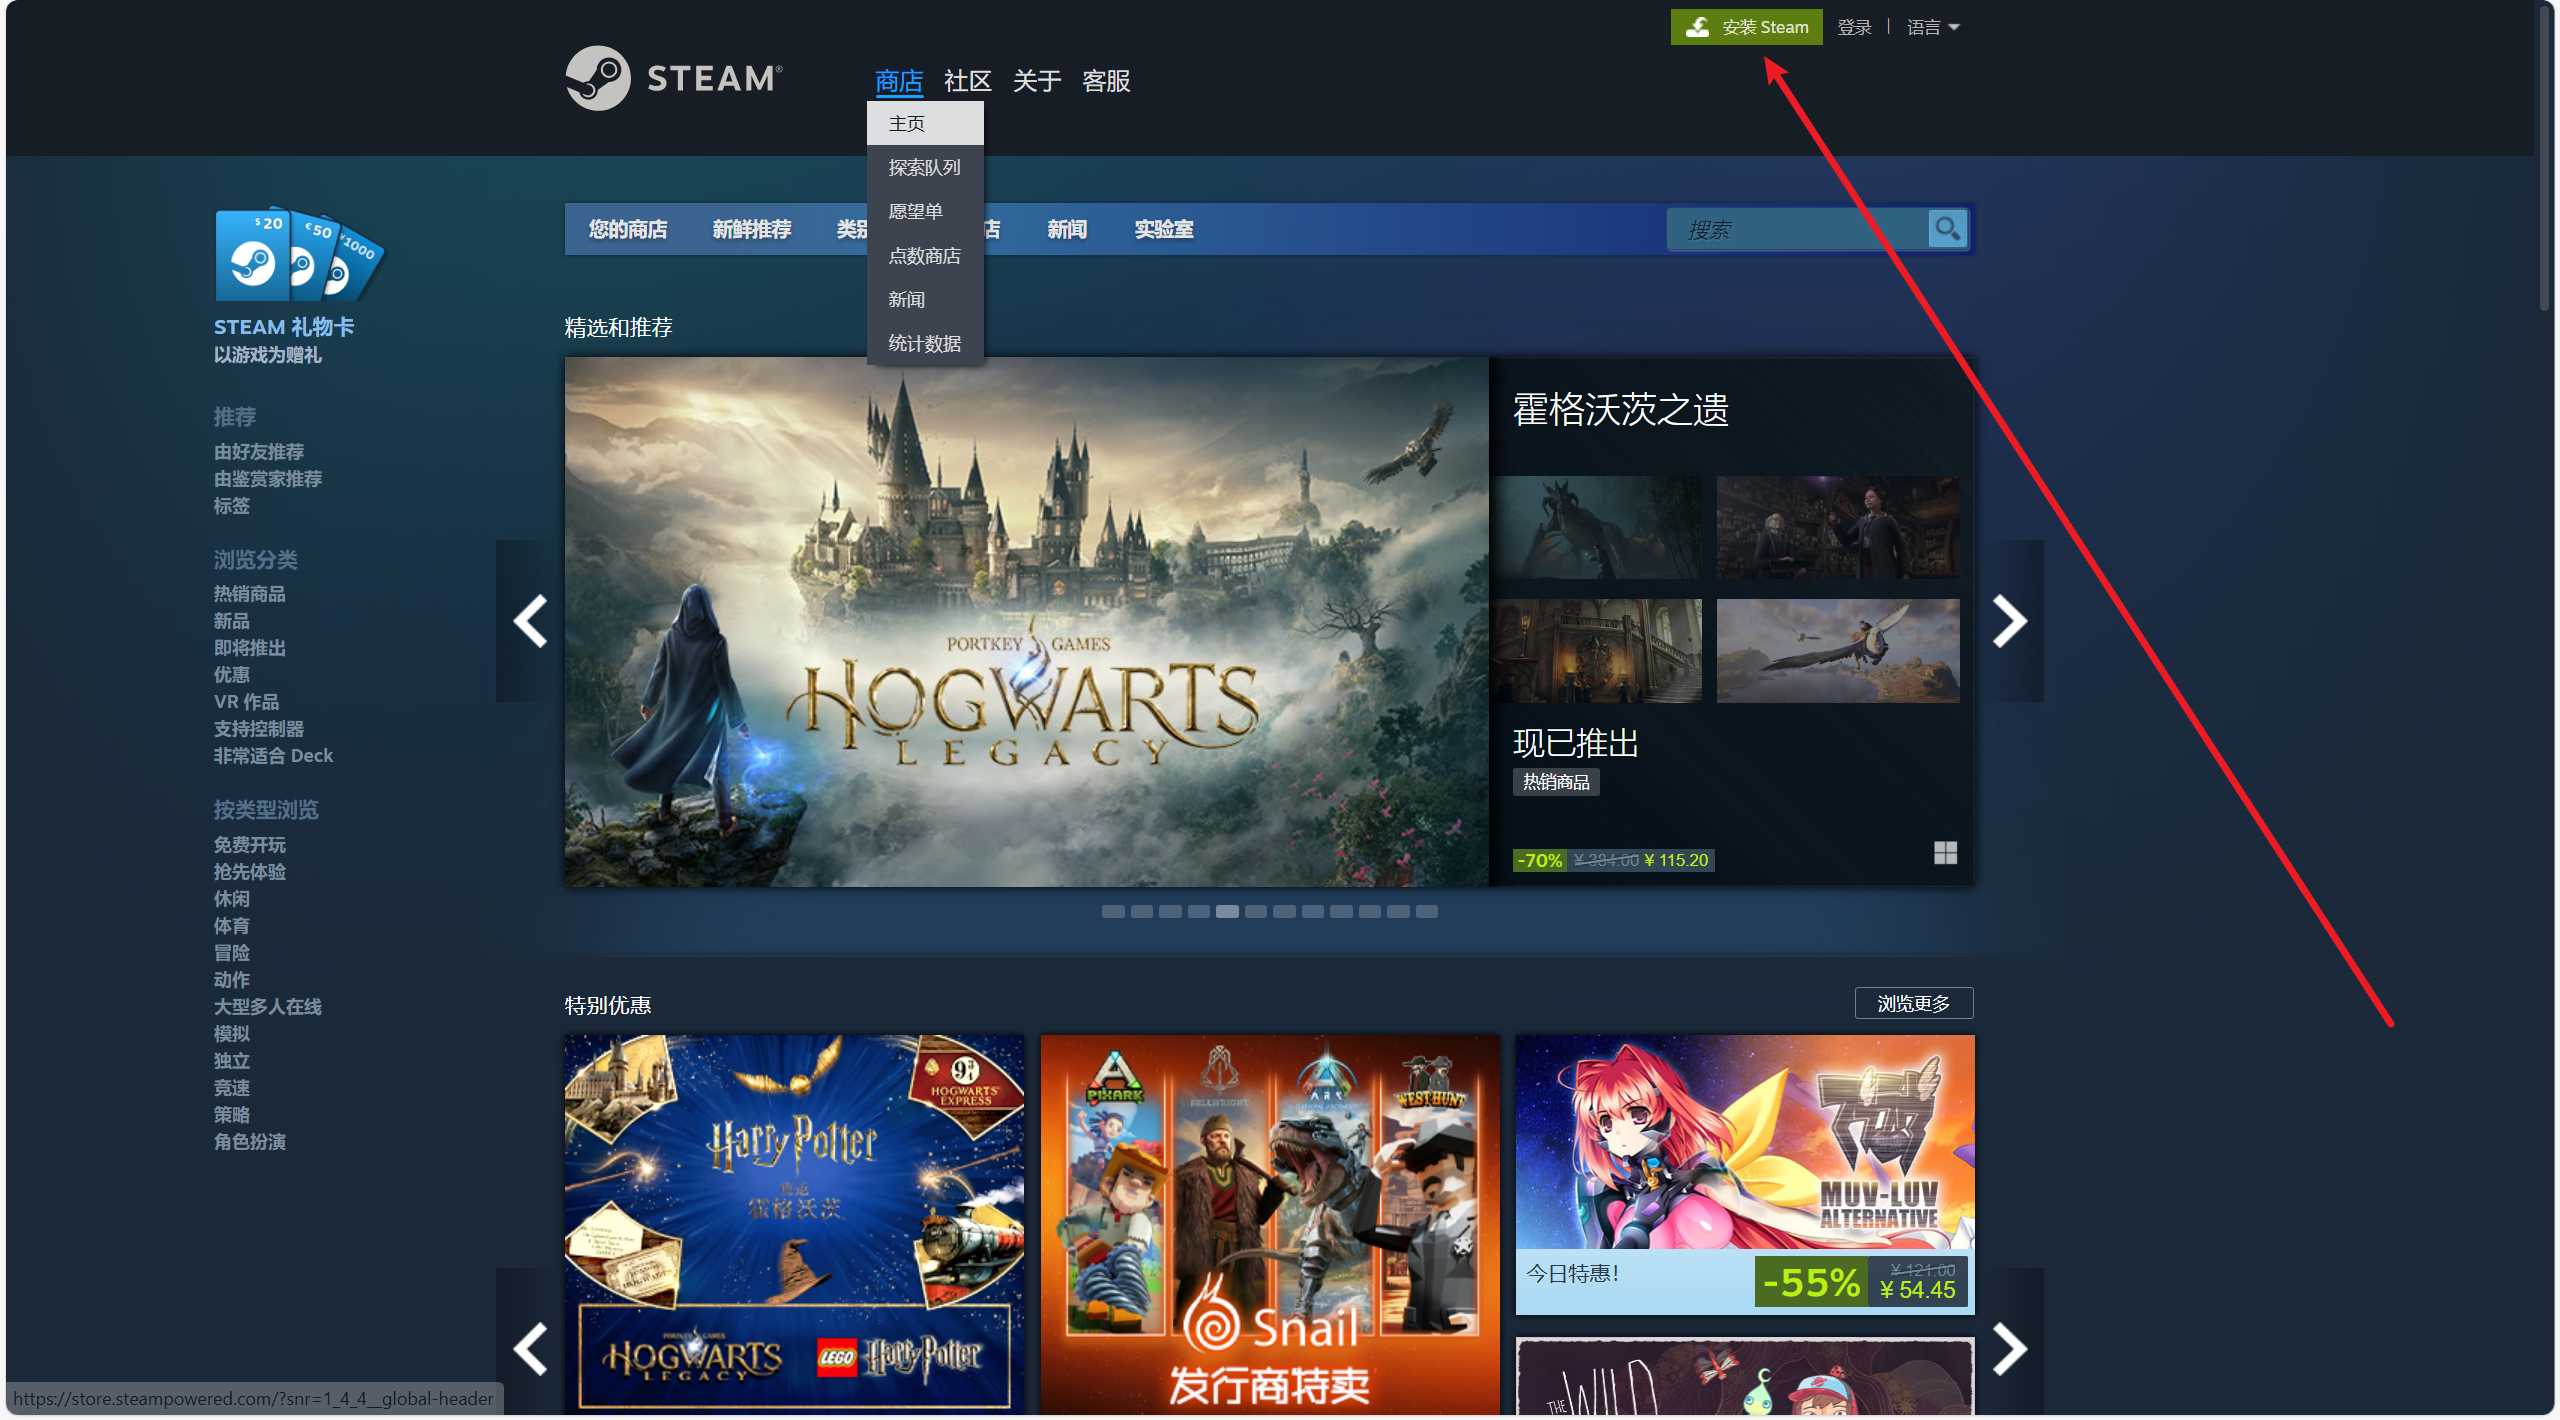 安装 Steam
登录 | 语言
STEAM®
商店 社区 关于 客服
主页
探索队列
愿望单
点数商店
新闻
统计数据
您的商店 新鲜推荐 店 新闻 实验室
搜索
$20 €50 ¥1000
STEAM 礼物卡
以游戏为赠礼
推荐
由好友推荐
由鉴赏家推荐
标签
浏览分类
热销商品
新品
即将推出
优惠
VR 作品
支持控制器
非常适合 Deck
按类型浏览
免费开玩
抢先体验
休闲
体育
冒险
动作
大型多人在线
模拟
独立
竞速
策略
角色扮演
精选和推荐
PORTKEY GAMES
HOGWARTS
LEGACY
霍格沃茨之遗
现已推出
热销商品
-70% ¥ 384.00 ¥ 115.20
特别优惠
浏览更多
9¾
HOGWARTS
EXPRESS
Harry Potter
重返
霍格沃茨
PORTKEY GAMES
HOGWARTS
LEGACY
LEGO Harry Potter
PIXARK
BELLWRIGHT
ARK
SURVIVAL ASCENDED
WEST HUNT
Snail
发行商特卖
MUV-LUV
ALTERNATIVE
今日特惠!
-55%
¥ 121.00
¥ 54.45
THE WILD
https://store.steampowered.com/?snr=1_4_4__global-header